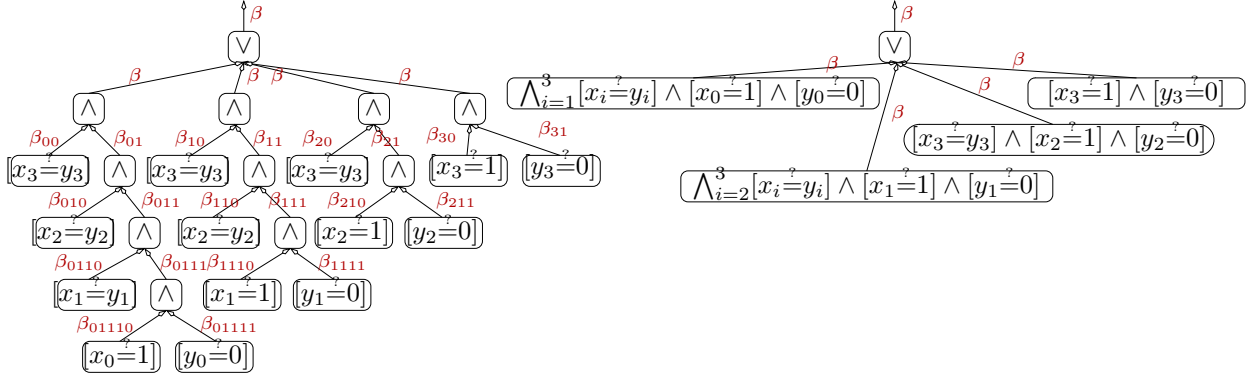 β β
∨ ∨
β β β β β β β β
⋀³ᵢ₌₁[xᵢ ≟ yᵢ] ∧ [x₀ ≟ 1] ∧ [y₀ ≟ 0] [x₃ ≟ 1] ∧ [y₃ ≟ 0]
∧ ∧ ∧ ∧
β₀₀ β₀₁ β₁₀ β₁₁ β₂₀ β₂₁ β₃₀ β₃₁
[x₃ ≟ y₃] ∧ [x₂ ≟ 1] ∧ [y₂ ≟ 0]
[x₃ ≟ y₃] ∧ [x₃ ≟ y₃] ∧ [x₃ ≟ y₃] ∧ [x₃ ≟ 1] [y₃ ≟ 0]
⋀³ᵢ₌₂[xᵢ ≟ yᵢ] ∧ [x₁ ≟ 1] ∧ [y₁ ≟ 0]
β₀₁₀ β₀₁₁ β₁₁₀ β₁₁₁ β₂₁₀ β₂₁₁
[x₂ ≟ y₂] ∧ [x₂ ≟ y₂] ∧ [x₂ ≟ 1] [y₂ ≟ 0]
β₀₁₁₀ β₀₁₁₁ β₁₁₁₀ β₁₁₁₁
[x₁ ≟ y₁] ∧ [x₁ ≟ 1] [y₁ ≟ 0]
β₀₁₁₁₀ β₀₁₁₁₁
[x₀ ≟ 1] [y₀ ≟ 0]